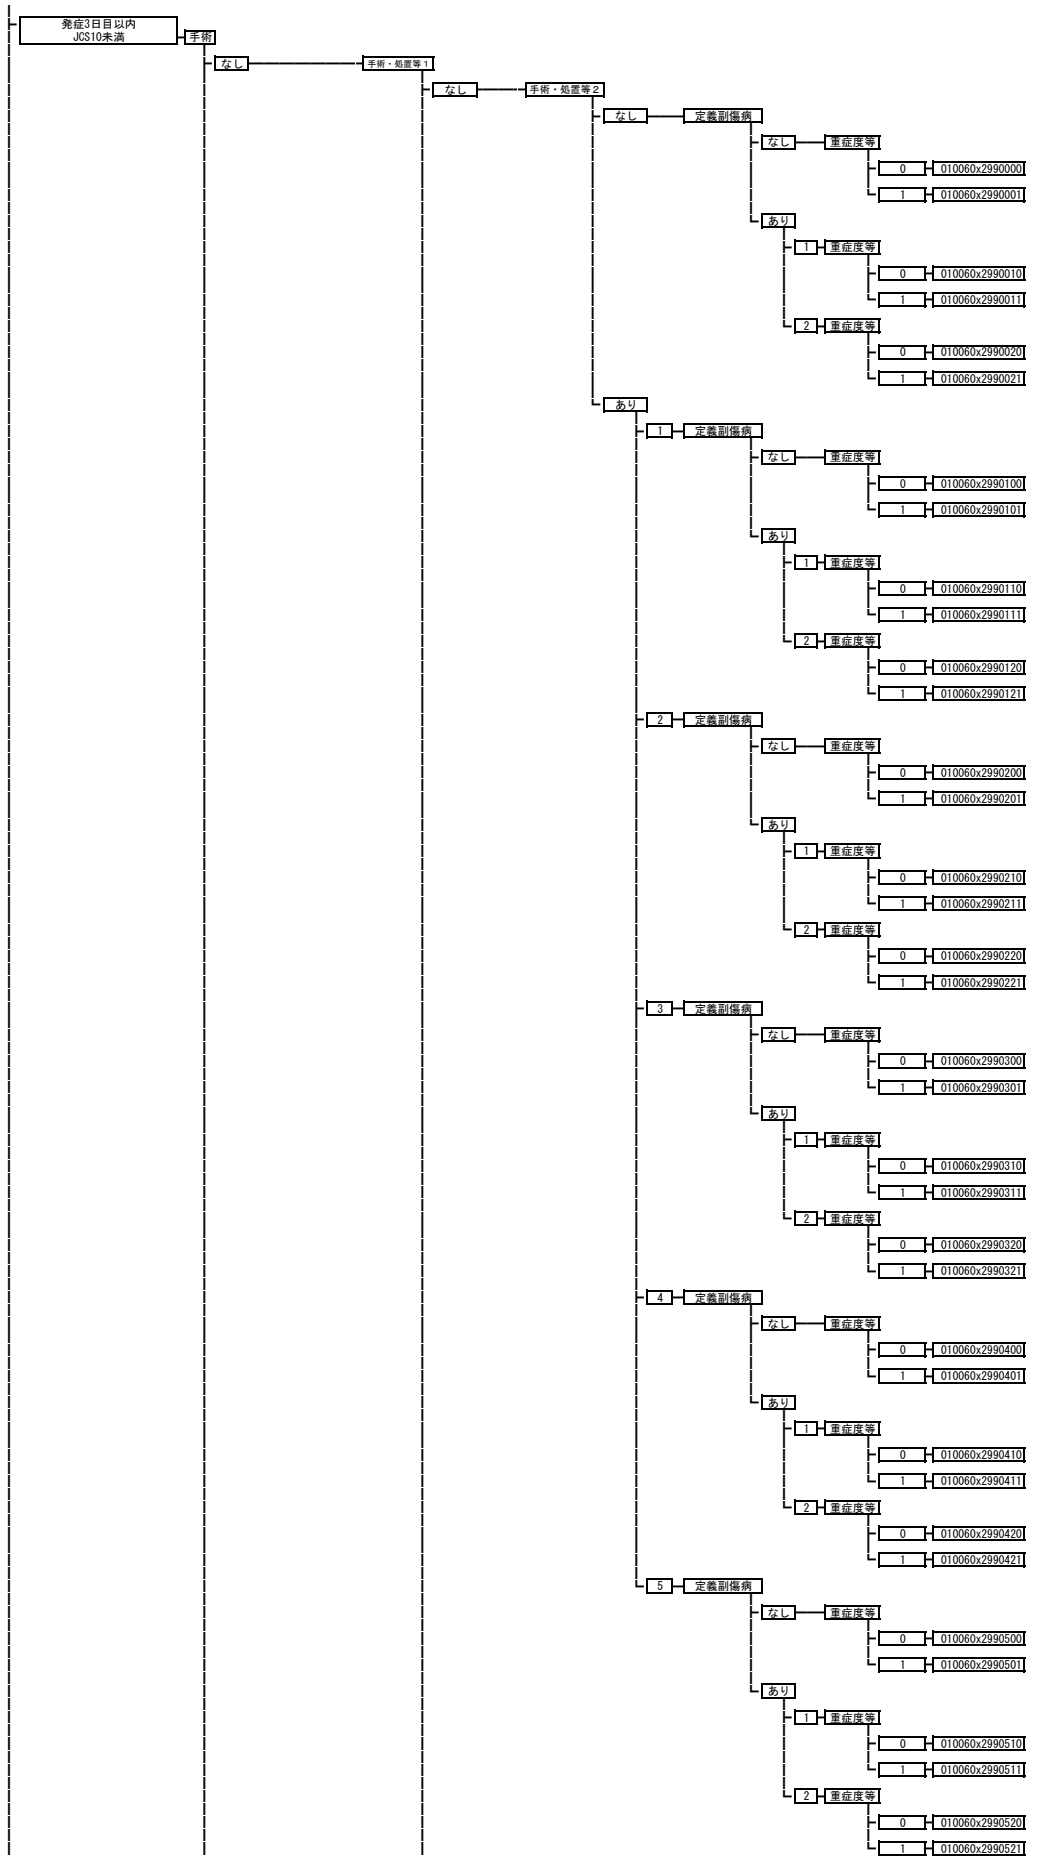 発症3日目以内
JCS10未満
手術
なし 手術・処置等1
なし 手術・処置等2
なし 定義副傷病
なし 重症度等
0 010060x2990000
1 010060x2990001
あり
1 重症度等
0 010060x2990010
1 010060x2990011
2 重症度等
0 010060x2990020
1 010060x2990021
あり
1 定義副傷病
なし 重症度等
0 010060x2990100
1 010060x2990101
あり
1 重症度等
0 010060x2990110
1 010060x2990111
2 重症度等
0 010060x2990120
1 010060x2990121
2 定義副傷病
なし 重症度等
0 010060x2990200
1 010060x2990201
あり
1 重症度等
0 010060x2990210
1 010060x2990211
2 重症度等
0 010060x2990220
1 010060x2990221
3 定義副傷病
なし 重症度等
0 010060x2990300
1 010060x2990301
あり
1 重症度等
0 010060x2990310
1 010060x2990311
2 重症度等
0 010060x2990320
1 010060x2990321
4 定義副傷病
なし 重症度等
0 010060x2990400
1 010060x2990401
あり
1 重症度等
0 010060x2990410
1 010060x2990411
2 重症度等
0 010060x2990420
1 010060x2990421
5 定義副傷病
なし 重症度等
0 010060x2990500
1 010060x2990501
あり
1 重症度等
0 010060x2990510
1 010060x2990511
2 重症度等
0 010060x2990520
1 010060x2990521